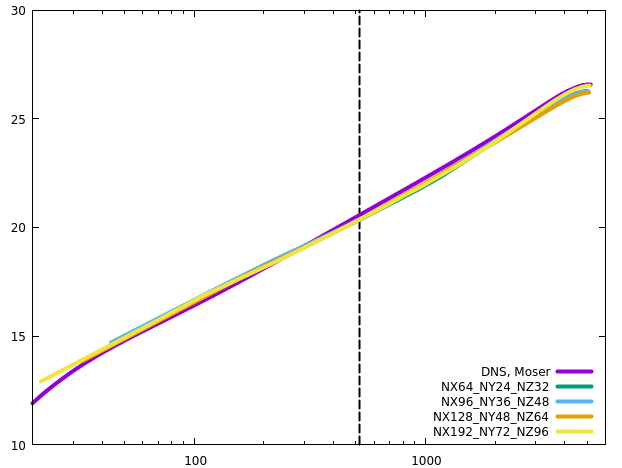 30
25
20
15
10
100
1000
DNS, Moser
NX64_NY24_NZ32
NX96_NY36_NZ48
NX128_NY48_NZ64
NX192_NY72_NZ96